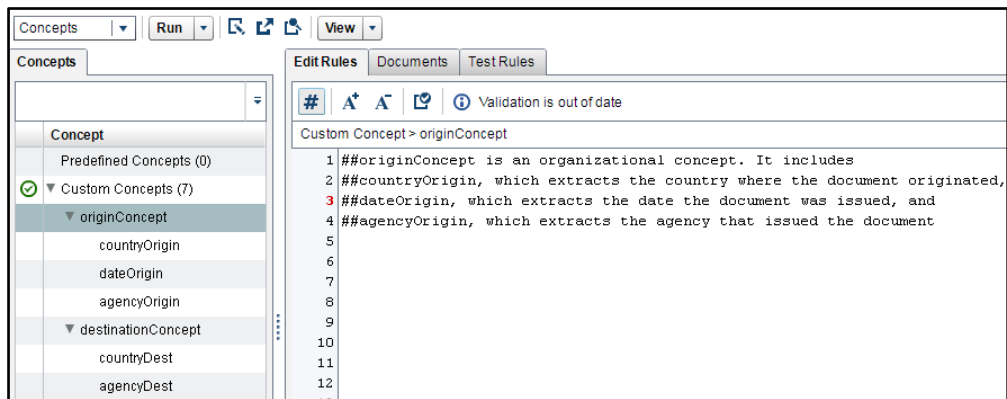 Concepts Run View
Concepts
Edit Rules Documents Test Rules
# A+ A- Validation is out of date
Concept
Custom Concept > originConcept
Predefined Concepts (0)
Custom Concepts (7)
originConcept
countryOrigin
dateOrigin
agencyOrigin
destinationConcept
countryDest
agencyDest
1 ##originConcept is an organizational concept. It includes
2 ##countryOrigin, which extracts the country where the document originated,
3 ##dateOrigin, which extracts the date the document was issued, and
4 ##agencyOrigin, which extracts the agency that issued the document
5
6
7
8
9
10
11
12